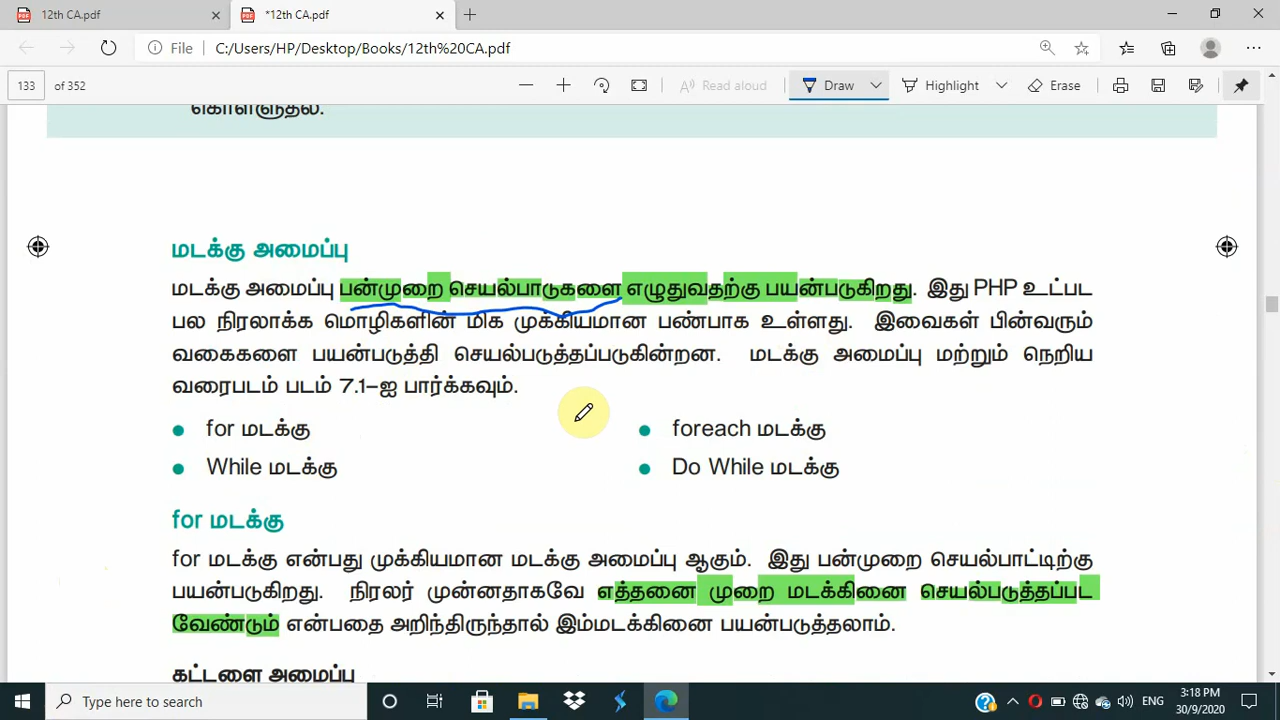 12th CA.pdf
*12th CA.pdf
File C:/Users/HP/Desktop/Books/12th%20CA.pdf
133 of 352 Read aloud Draw Highlight Erase
கொள்ளுதல்.
மடக்கு அமைப்பு
மடக்கு அமைப்பு பன்முறை செயல்பாடுகளை எழுதுவதற்கு பயன்படுகிறது. இது PHP உட்பட
பல நிரலாக்க மொழிகளின் மிக முக்கியமான பண்பாக உள்ளது. இவைகள் பின்வரும்
வகைகளை பயன்படுத்தி செயல்படுத்தப்படுகின்றன. மடக்கு அமைப்பு மற்றும் நெறிய
வரைபடம் படம் 7.1–ஐ பார்க்கவும்.
for மடக்கு
foreach மடக்கு
While மடக்கு
Do While மடக்கு
for மடக்கு
for மடக்கு என்பது முக்கியமான மடக்கு அமைப்பு ஆகும். இது பன்முறை செயல்பாட்டிற்கு
பயன்படுகிறது. நிரலர் முன்னதாகவே எத்தனை முறை மடக்கினை செயல்படுத்தப்பட
வேண்டும் என்பதை அறிந்திருந்தால் இம்மடக்கினை பயன்படுத்தலாம்.
கட்டளை அமைப்பு
Type here to search
ENG
3:18 PM
30/9/2020